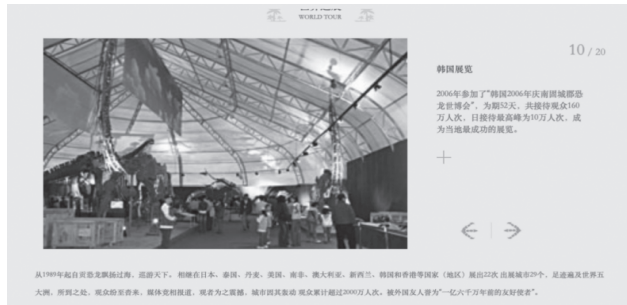 世界巡展
WORLD TOUR
10 / 20
韩国展览
2006年参加了“韩国2006年庆南固城郡恐
龙世博会”，为期52天，共接待观众160
万人次，日接待最高峰为10万人次，成
为当地最成功的展览。
从1989年起自贡恐龙飘扬过海、巡游天下。相继在日本、泰国、丹麦、美国、南非、澳大利亚、新西兰、韩国和香港等国家（地区）展出22次 出展城市29个，足迹遍及世界五
大洲，所到之处，观众纷至沓来，媒体竞相报道，观者为之震撼，城市因其轰动 观众累计超过2000万人次。被外国友人誉为“一亿六千万年前的友好使者”。